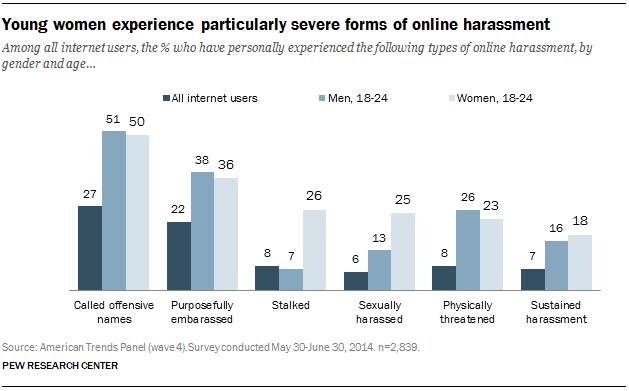 Young women experience particularly severe forms of online harassment
Among all internet users, the % who have personally experienced the following types of online harassment, by
gender and age...
All internet users Men, 18-24 Women, 18-24
27 51 50
22 38 36
8 7 26
6 13 25
8 26 23
7 16 18
Called offensive
names
Purposefully
embarassed
Stalked
Sexually
harassed
Physically
threatened
Sustained
harassment
Source: American Trends Panel (wave 4).Survey conducted May 30-June 30, 2014. n=2,839.
PEW RESEARCH CENTER